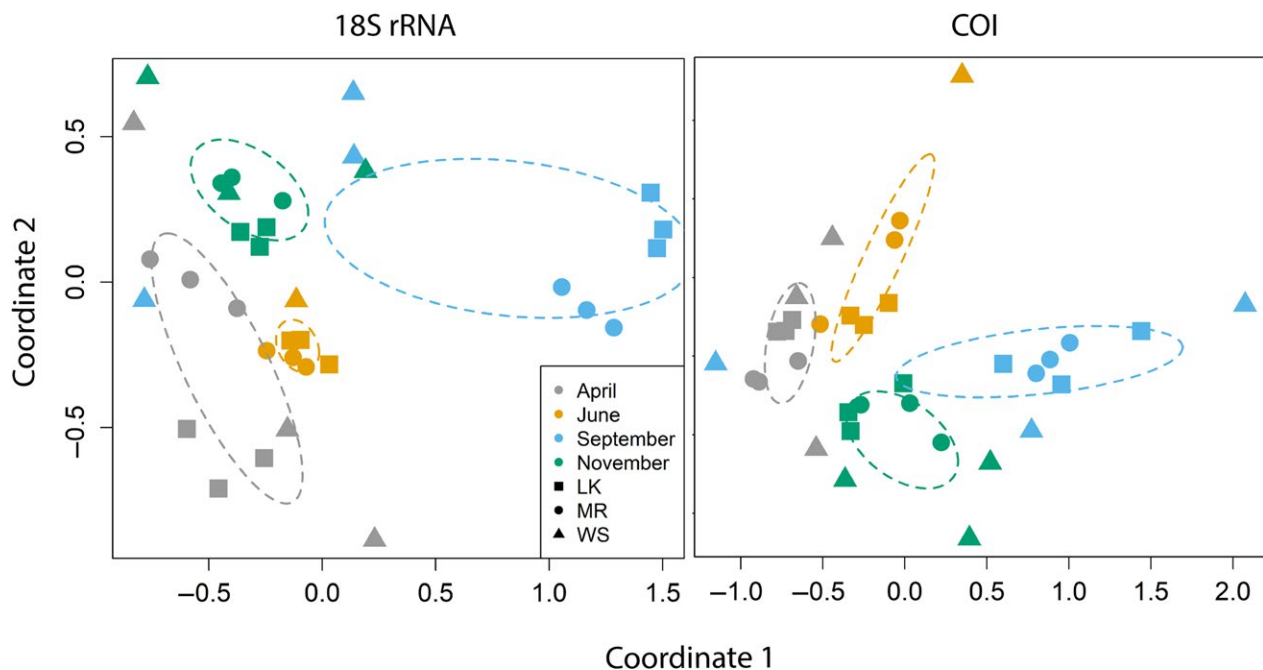 18S rRNA
COI
Coordinate 2
0.5
0.0
−0.5
April
June
September
November
LK
MR
WS
−0.5 0.0 0.5 1.0 1.5
−1.0 −0.5 0.0 0.5 1.0 1.5 2.0
Coordinate 1